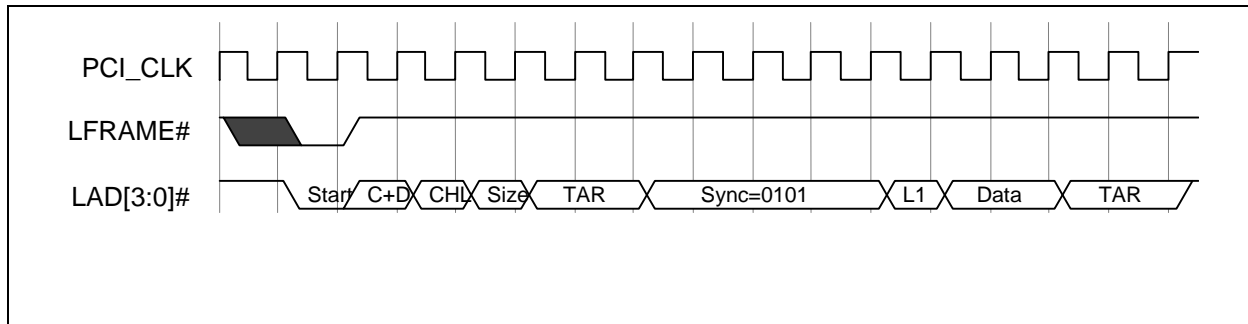 PCI_CLK
LFRAME#
LAD[3:0]# Start C+D CHL Size TAR Sync=0101 L1 Data TAR